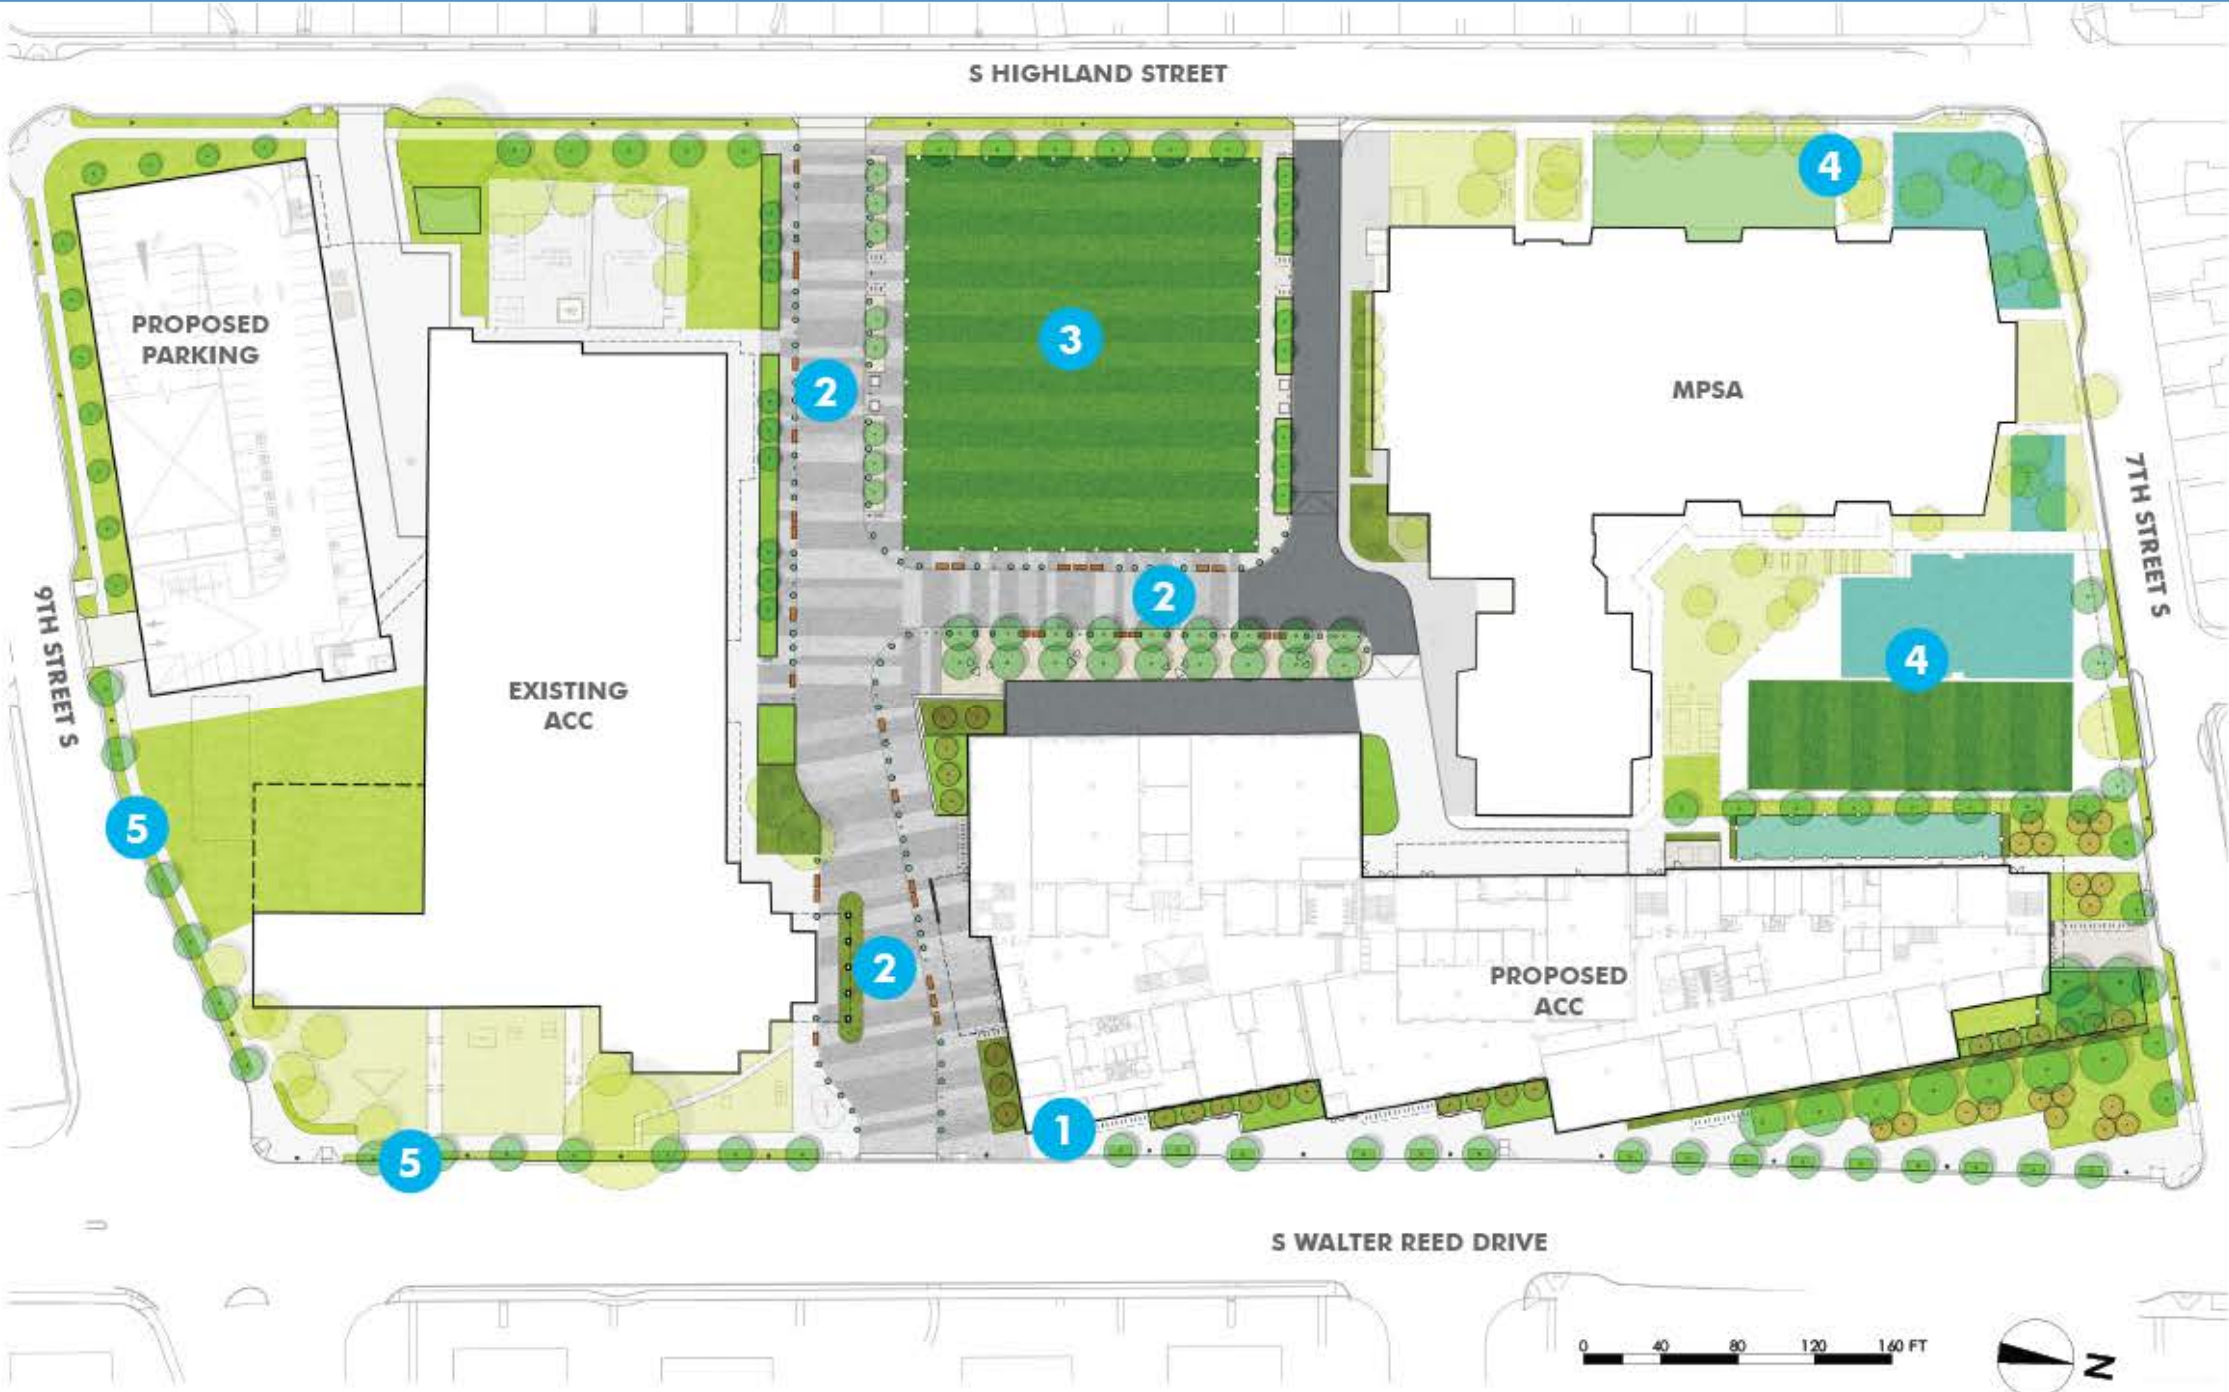 S HIGHLAND STREET
4
PROPOSED
PARKING
3
2
MPSA
7TH STREET S
2
9TH STREET S
EXISTING
ACC
4
5
2
PROPOSED
ACC
1
5
S WALTER REED DRIVE
0 40 80 120 160 FT
N